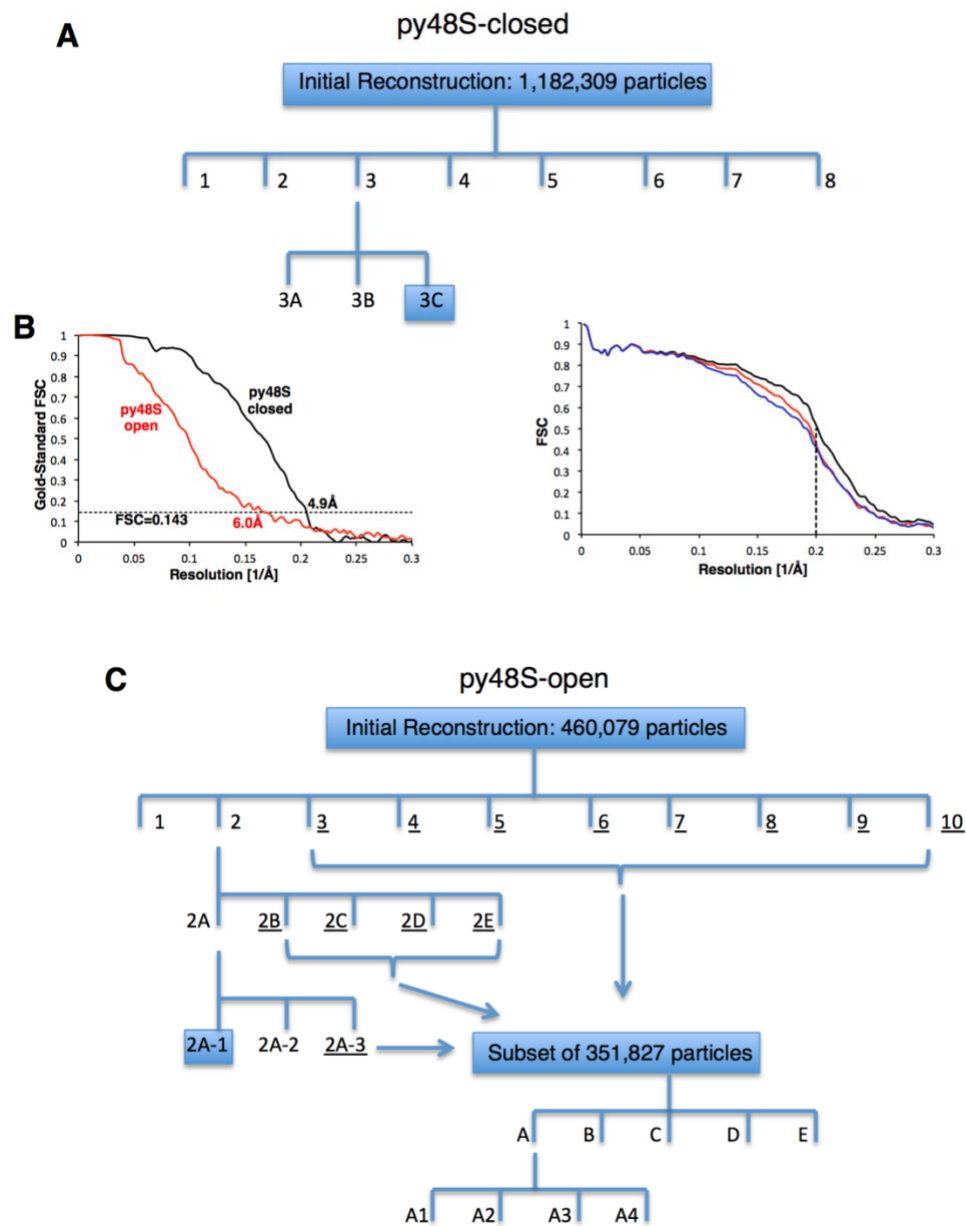 A
py48S-closed
Initial Reconstruction: 1,182,309 particles
1 2 3 4 5 6 7 8
3A 3B 3C
B
Gold-Standard FSC
1
0.9
0.8
0.7
0.6
0.5
0.4
0.3
0.2
0.1
0
py48S
open
py48S
closed
4.9Å
FSC=0.143
6.0Å
0 0.05 0.1 0.15 0.2 0.25 0.3
Resolution [1/Å]
FSC
1
0.9
0.8
0.7
0.6
0.5
0.4
0.3
0.2
0.1
0
0 0.05 0.1 0.15 0.2 0.25 0.3
Resolution [1/Å]
C
py48S-open
Initial Reconstruction: 460,079 particles
1 2 3 4 5 6 7 8 9 10
2A 2B 2C 2D 2E
2A-1 2A-2 2A-3
Subset of 351,827 particles
A B C D E
A1 A2 A3 A4